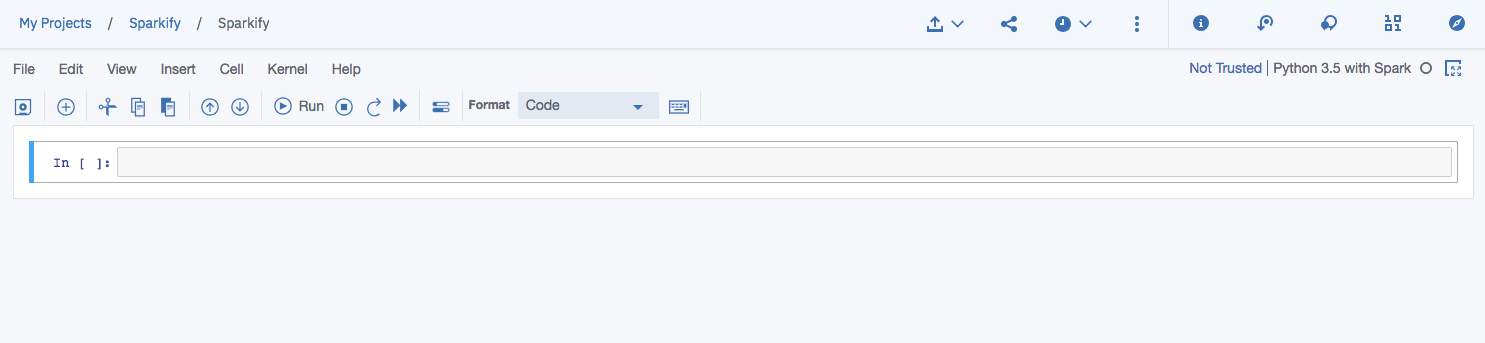 My Projects / Sparkify / Sparkify
File Edit View Insert Cell Kernel Help
Not Trusted | Python 3.5 with Spark
Run Format Code
In [ ]: